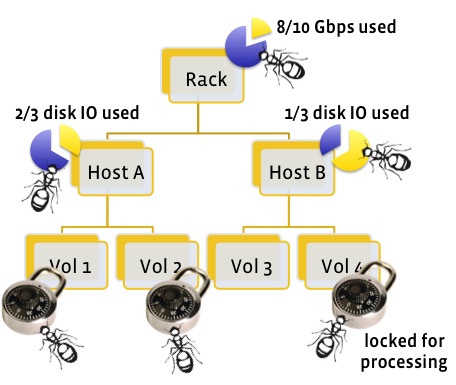 8/10 Gbps used
Rack
2/3 disk IO used
1/3 disk IO used
Host A
Host B
Vol 1
Vol 2
Vol 3
Vol 4
locked for
processing